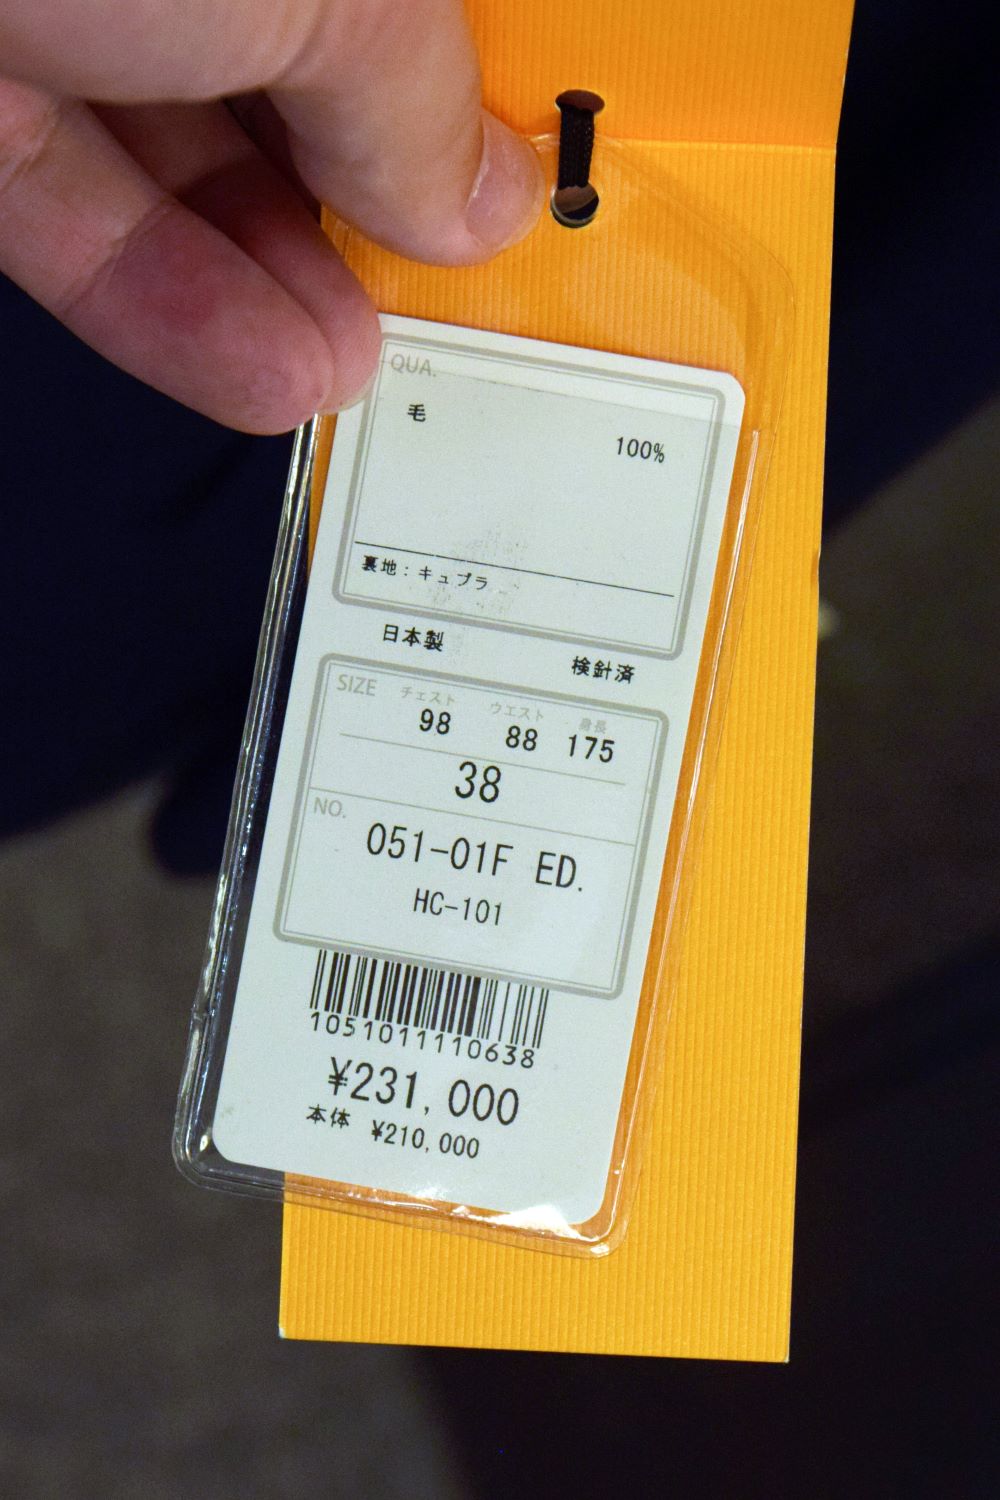 QUA.
毛
100%
裏地：キュプラ
日本製 検針済
SIZE チェスト ウエスト 身長
98 88 175
38
NO.
051-01F ED.
HC-101
1051011110638
¥231,000
本体 ¥210,000